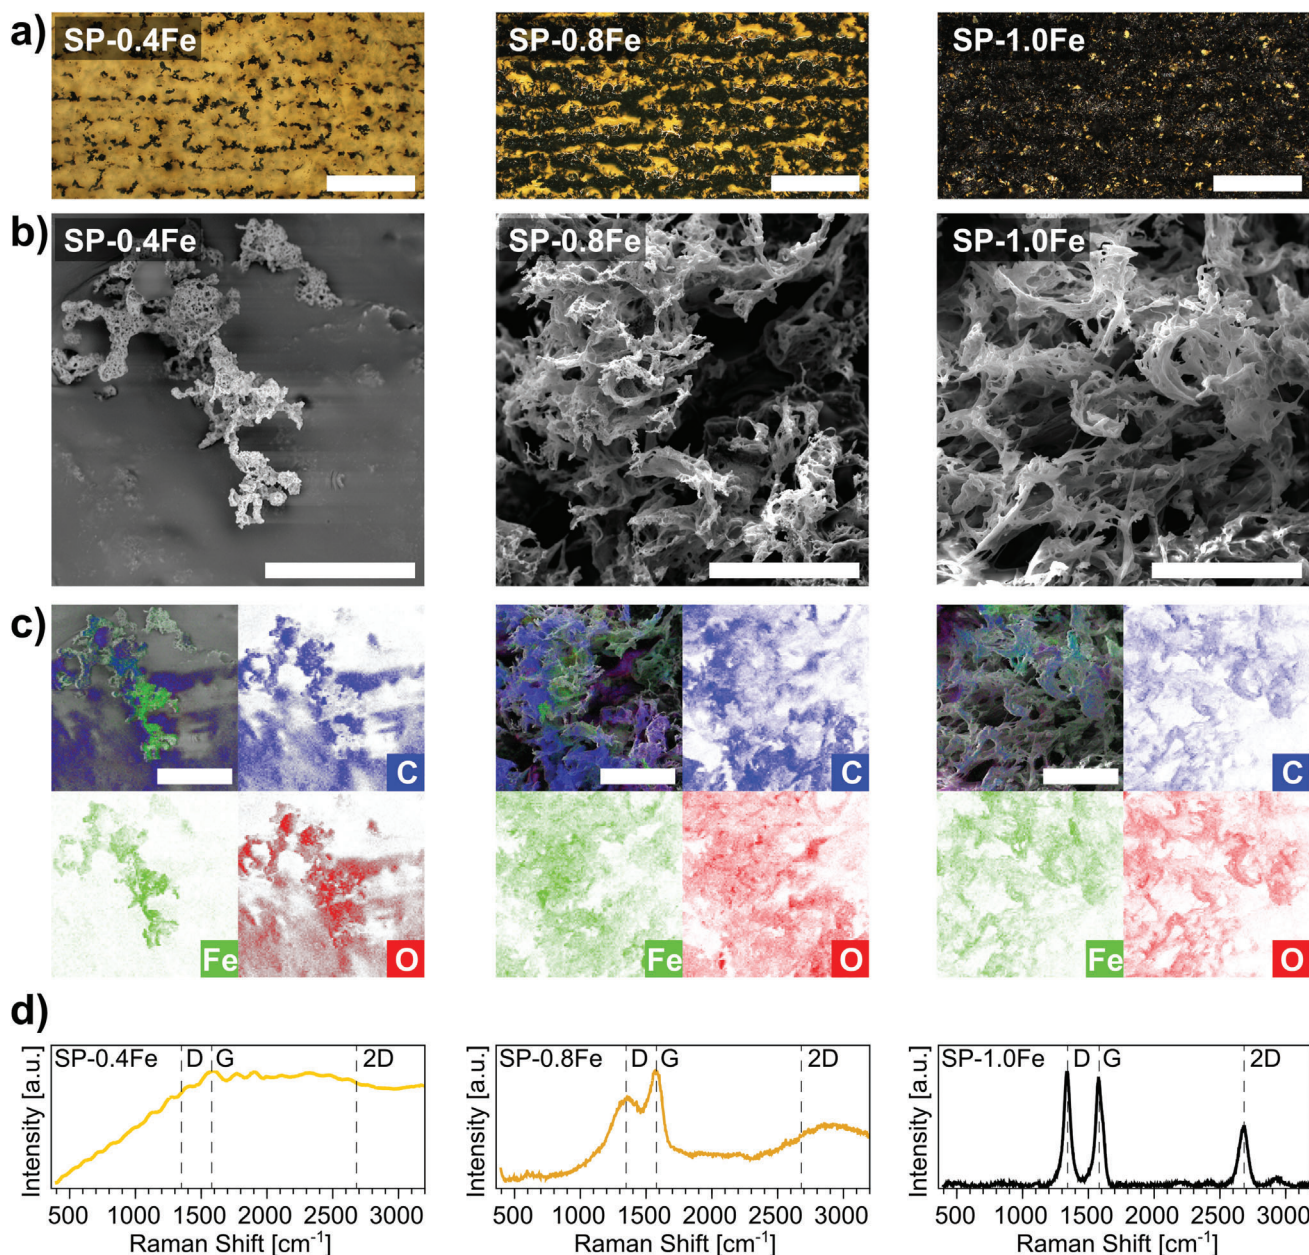 a)
SP-0.4Fe
SP-0.8Fe
SP-1.0Fe
b)
SP-0.4Fe
SP-0.8Fe
SP-1.0Fe
c)
C
C
C
Fe
O
Fe
O
Fe
O
d)
SP-0.4Fe D G 2D
SP-0.8Fe D G 2D
SP-1.0Fe D G 2D
Intensity [a.u.]
Intensity [a.u.]
Intensity [a.u.]
500 1000 1500 2000 2500 3000
500 1000 1500 2000 2500 3000
500 1000 1500 2000 2500 3000
Raman Shift [cm⁻¹]
Raman Shift [cm⁻¹]
Raman Shift [cm⁻¹]